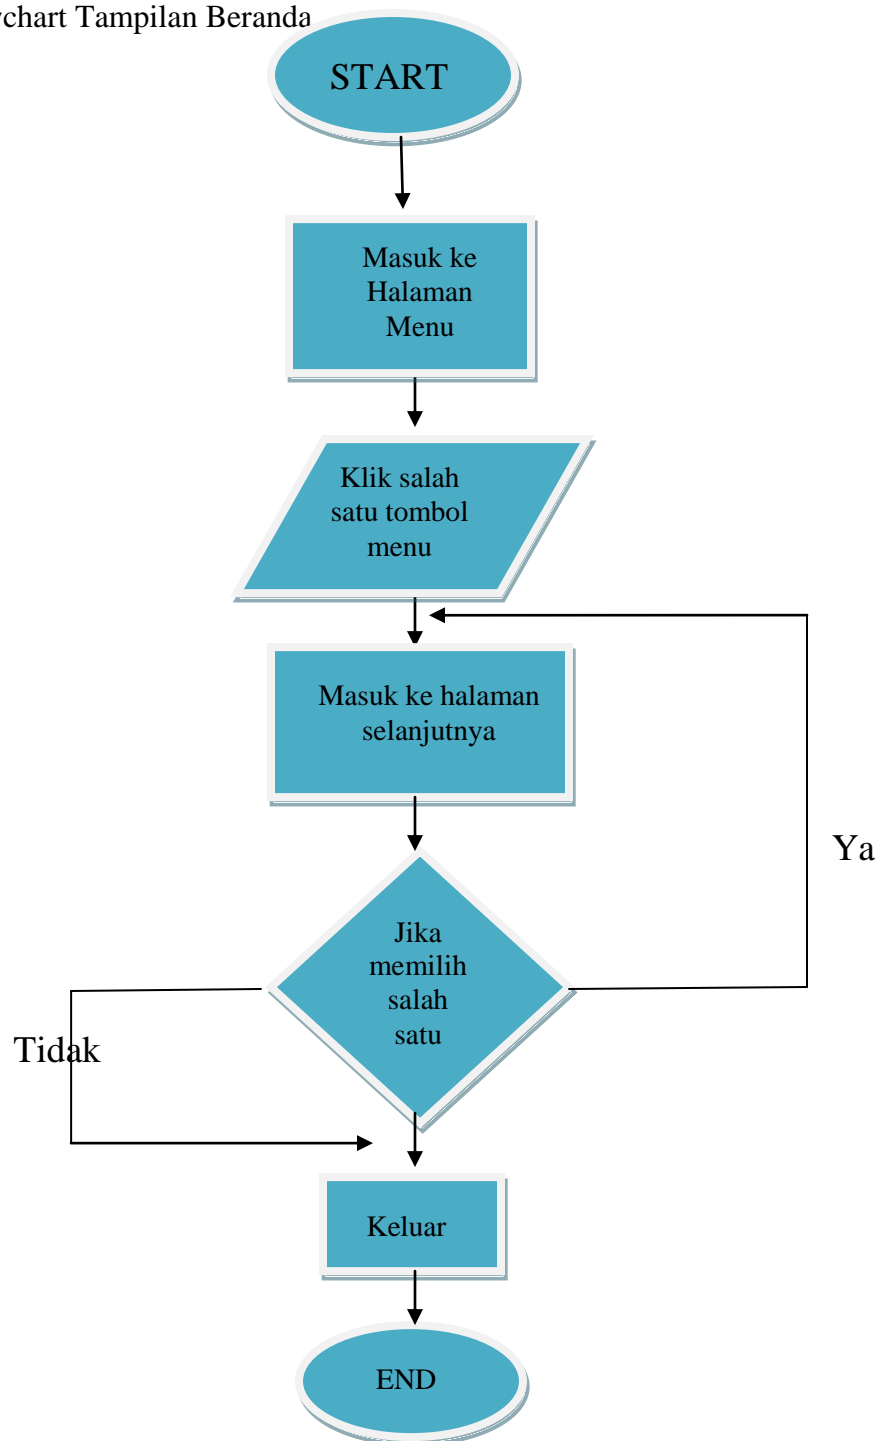 chart Tampilan Beranda
START
Masuk ke
Halaman
Menu
Klik salah
satu tombol
menu
Masuk ke halaman
selanjutnya
Ya
Jika
memilih
salah
satu
Tidak
Keluar
END